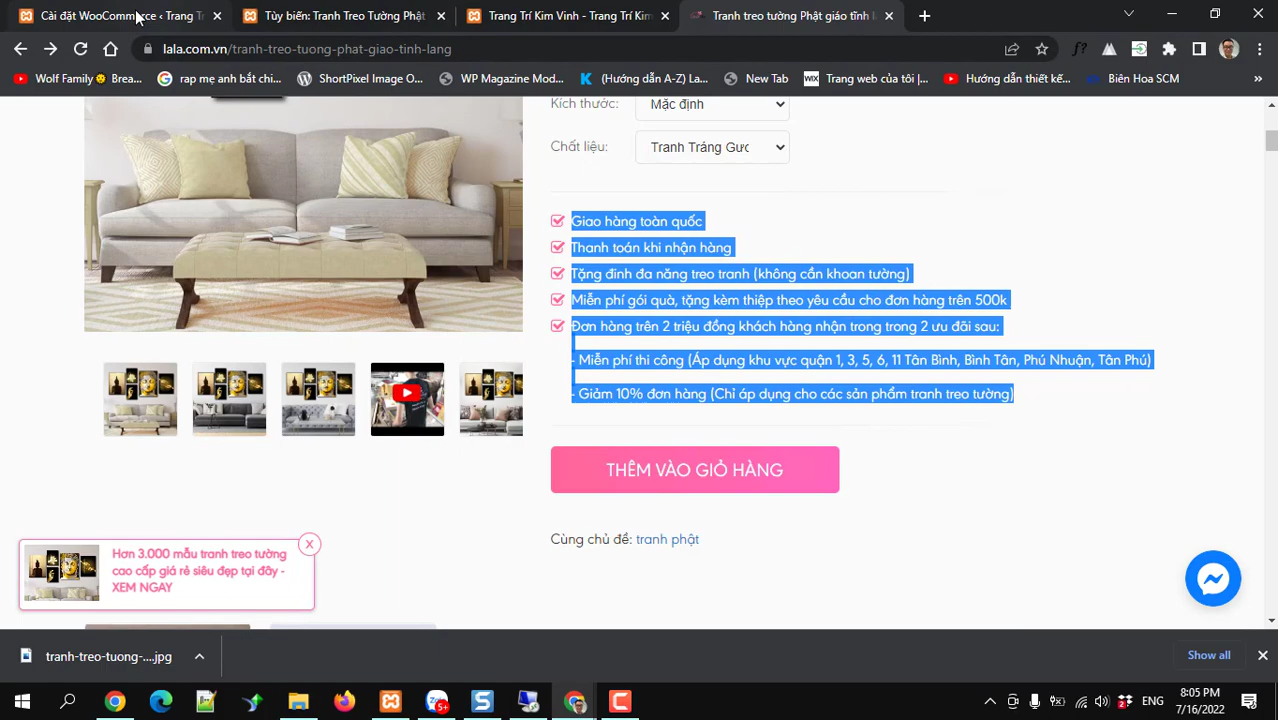 Cài đặt WooCommerce ‹ Trang Tr
Tùy biến: Tranh Treo Tường Phật
Trang Trí Kim Vinh - Trang Trí Kim
Tranh treo tường Phật giáo tĩnh l
lala.com.vn/tranh-treo-tuong-phat-giao-tinh-lang
Wolf Family Brea...
rạp mẹ anh bắt chi...
ShortPixel Image O...
WP Magazine Mod...
(Hướng dẫn A-Z) La...
New Tab
WIX
Trang web của tôi |...
Hướng dẫn thiết kế...
Biên Hoa SCM
»
Kích thước:
Mặc định
Chất liệu:
Tranh Tráng Gươ
Giao hàng toàn quốc
Thanh toán khi nhận hàng
Tặng đinh đa năng treo tranh (không cần khoan tường)
Miễn phí gói quà, tặng kèm thiệp theo yêu cầu cho đơn hàng trên 500k
Đơn hàng trên 2 triệu đồng khách hàng nhận trong trong 2 ưu đãi sau:
- Miễn phí thi công (Áp dụng khu vực quận 1, 3, 5, 6, 11 Tân Bình, Bình Tân, Phú Nhuận, Tân Phú)
- Giảm 10% đơn hàng (Chỉ áp dụng cho các sản phẩm tranh treo tường)
THÊM VÀO GIỎ HÀNG
Cùng chủ đề: tranh phật
Hơn 3.000 mẫu tranh treo tường
cao cấp giá rẻ siêu đẹp tại đây -
XEM NGAY
X
tranh-treo-tuong-....jpg
Show all
ENG
8:05 PM
7/16/2022